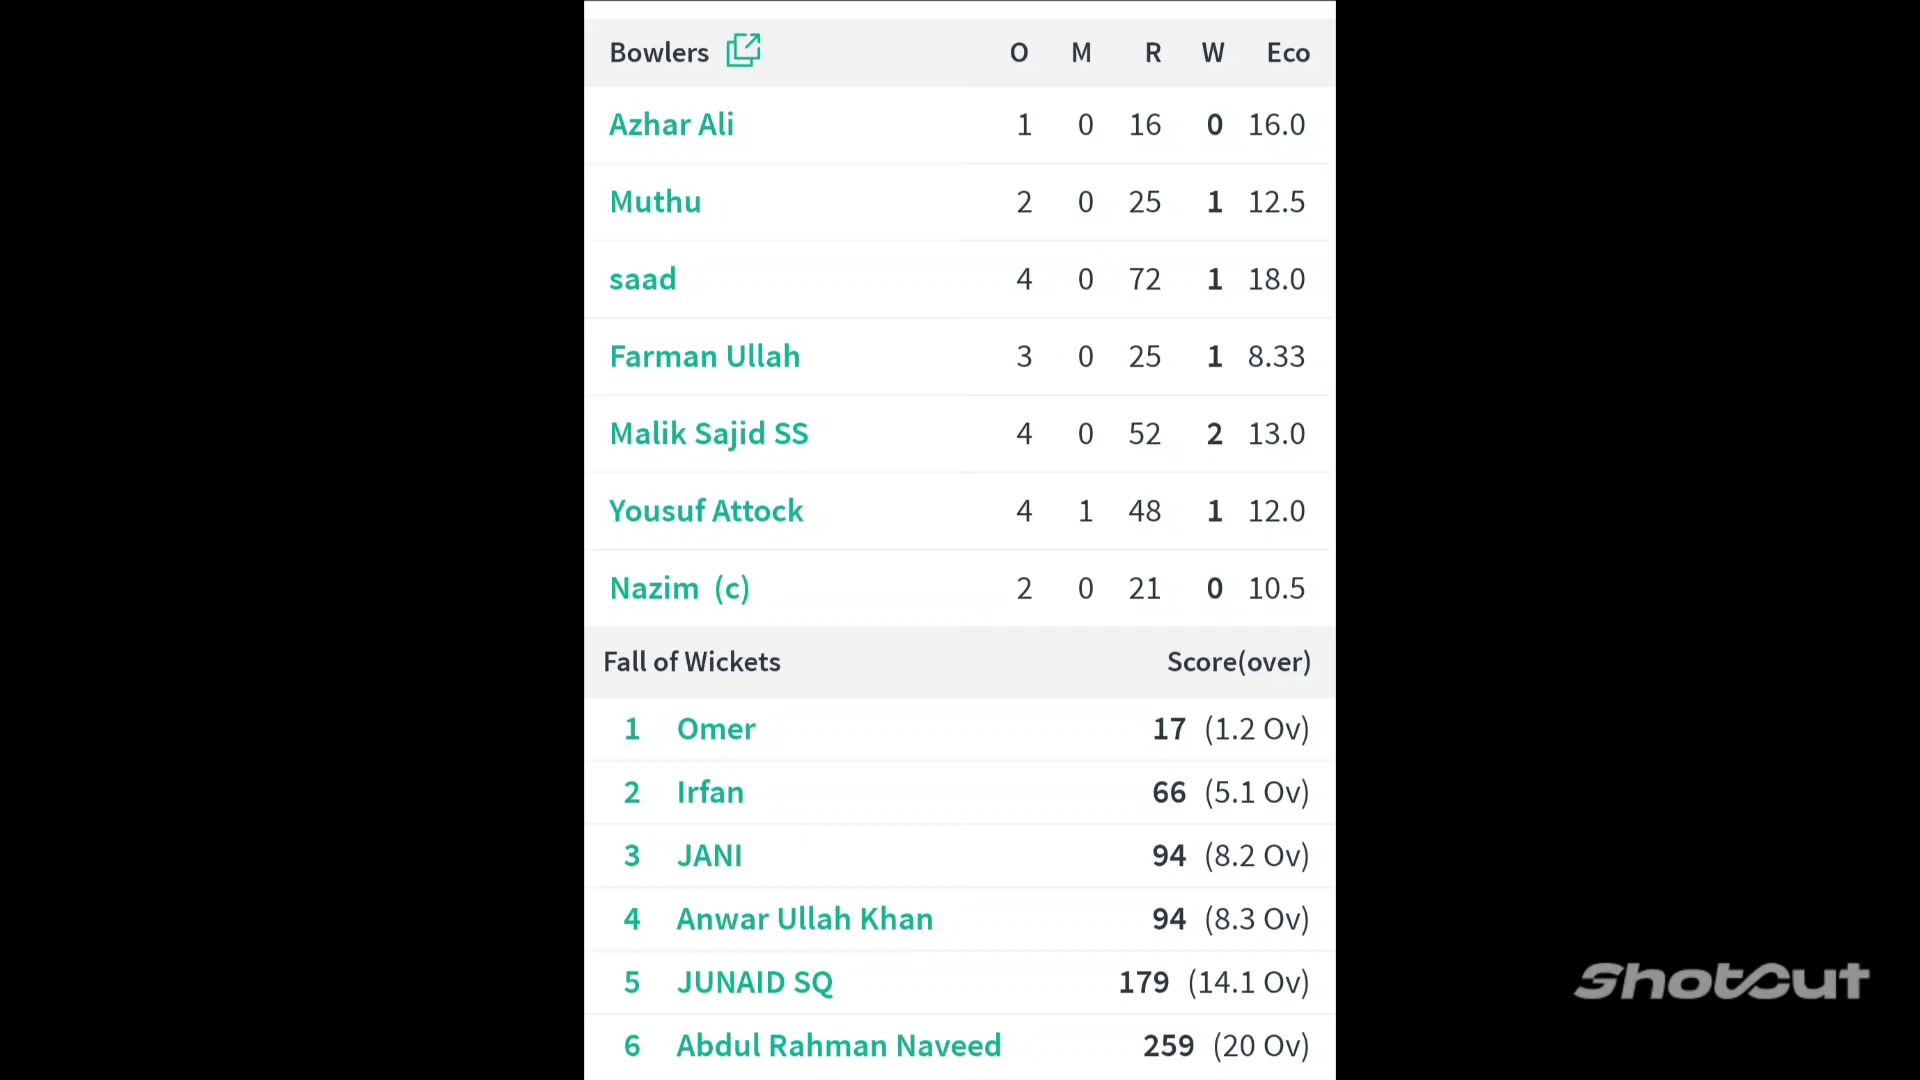 Bowlers O M R W Eco
Azhar Ali 1 0 16 0 16.0
Muthu 2 0 25 1 12.5
saad 4 0 72 1 18.0
Farman Ullah 3 0 25 1 8.33
Malik Sajid SS 4 0 52 2 13.0
Yousuf Attock 4 1 48 1 12.0
Nazim (c) 2 0 21 0 10.5
Fall of Wickets Score(over)
1 Omer 17 (1.2 Ov)
2 Irfan 66 (5.1 Ov)
3 JANI 94 (8.2 Ov)
4 Anwar Ullah Khan 94 (8.3 Ov)
5 JUNAID SQ 179 (14.1 Ov)
6 Abdul Rahman Naveed 259 (20 Ov)
ShotCut